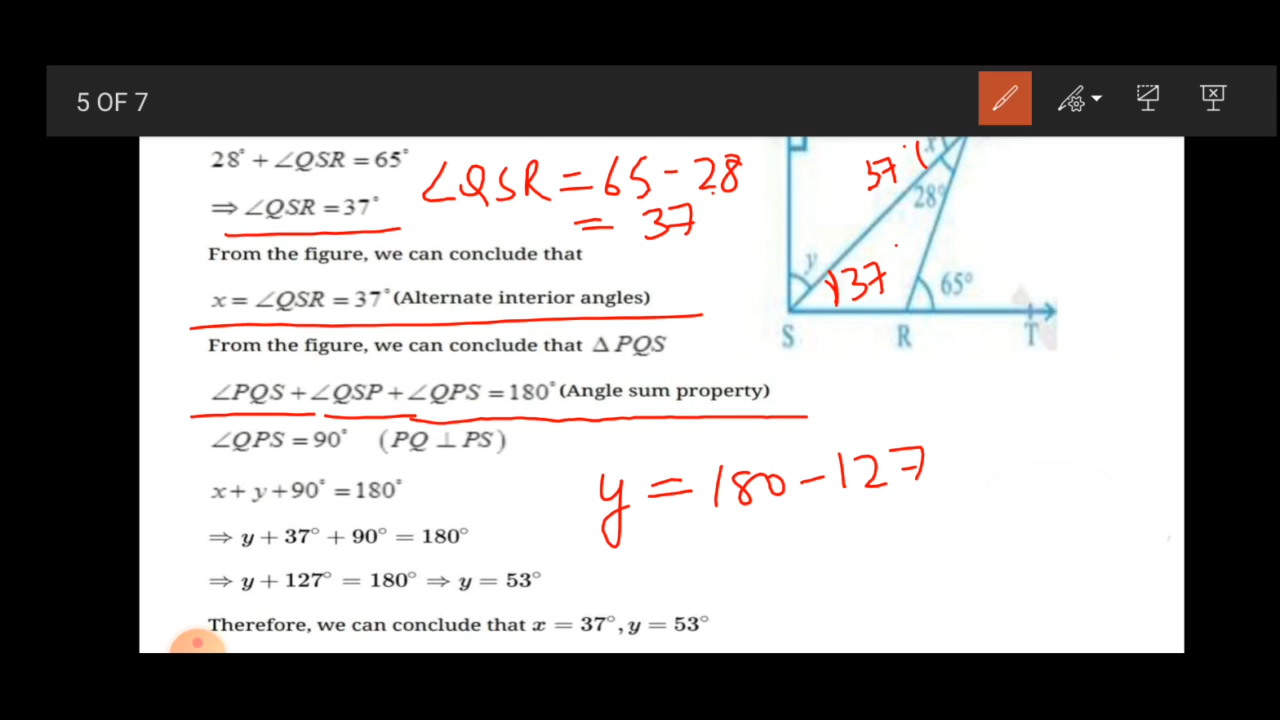 5 OF 7
28° + ∠QSR = 65°
∠QSR = 65 - 28
= 37
⇒ ∠QSR = 37°
From the figure, we can conclude that
x = ∠QSR = 37° (Alternate interior angles)
From the figure, we can conclude that Δ PQS
∠PQS + ∠QSP + ∠QPS = 180° (Angle sum property)
∠QPS = 90° (PQ ⊥ PS)
x + y + 90° = 180°
y = 180 - 127
⇒ y + 37° + 90° = 180°
⇒ y + 127° = 180° ⇒ y = 53°
Therefore, we can conclude that x = 37°, y = 53°
x
37°
28°
y
37
65°
S
R
T